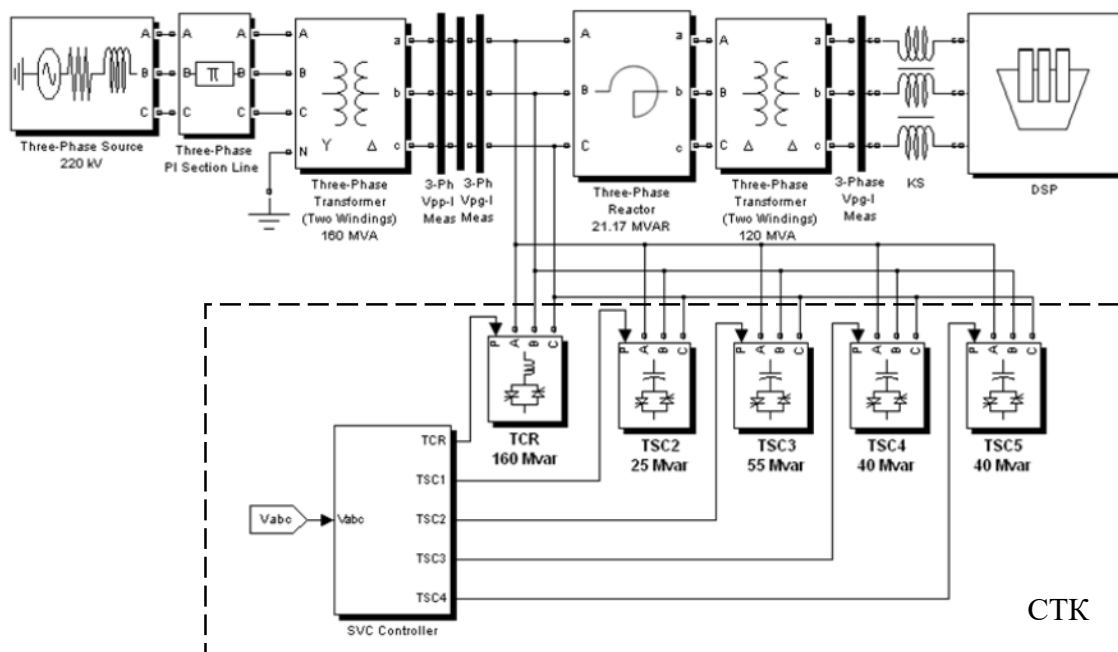 A
B
C
Three-Phase Source
220 kV
A
B
C
π
A
B
C
Three-Phase
PI Section Line
A
B
C
N
Y
Δ
a
b
c
Three-Phase
Transformer
(Two Windings)
160 MVA
3-Ph
Vpp-I
Meas
3-Ph
Vpg-I
Meas
A
B
C
a
b
c
Three-Phase
Reactor
21.17 MVAR
A
B
C
Δ
Δ
a
b
c
Three-Phase
Transformer
(Two Windings)
120 MVA
3-Phase
Vpg-I
Meas
KS
DSP
P
A
B
C
TCR
160 Mvar
P
A
B
C
TSC2
25 Mvar
P
A
B
C
TSC3
55 Mvar
P
A
B
C
TSC4
40 Mvar
P
A
B
C
TSC5
40 Mvar
Vabc
Vabc
TCR
TSC1
TSC2
TSC3
TSC4
SVC Controller
СТК